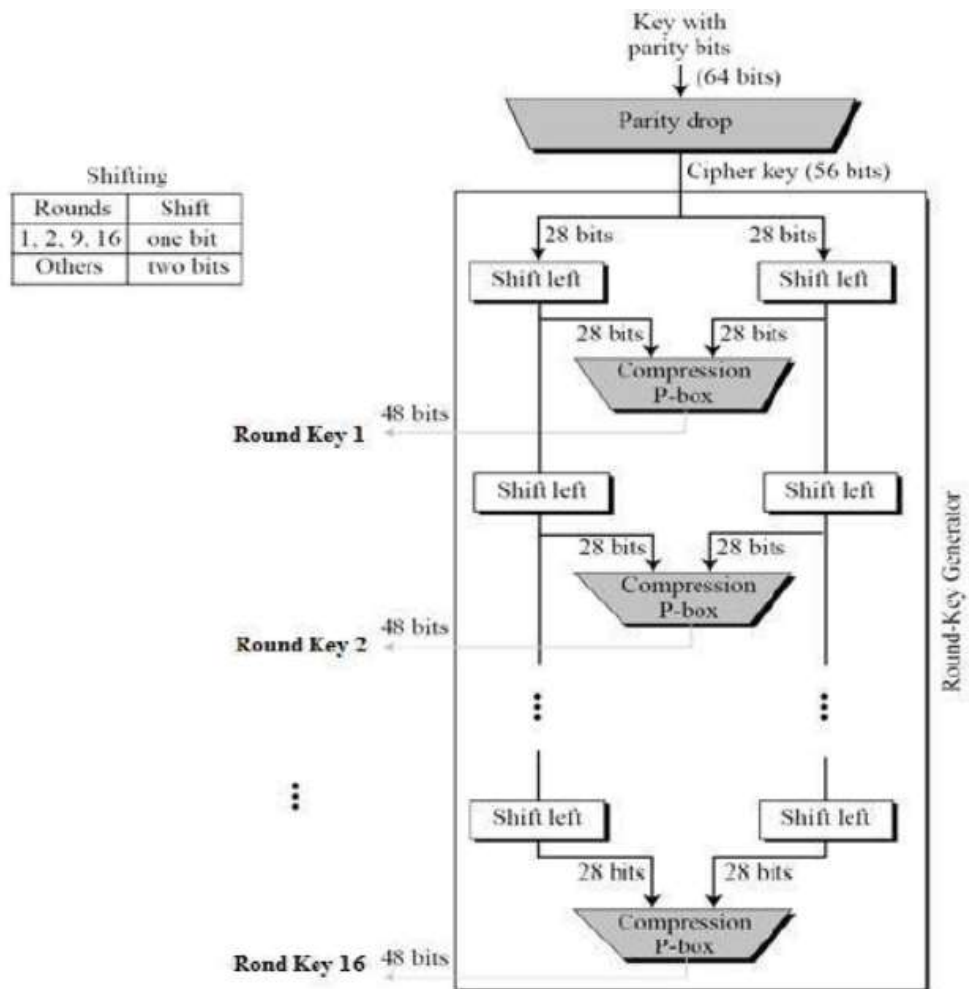 Key with
parity bits
(64 bits)
Parity drop
Cipher key (56 bits)
Shifting
Rounds Shift
1, 2, 9, 16 one bit
Others two bits
28 bits 28 bits
Shift left Shift left
28 bits 28 bits
Compression
P-box
48 bits
Round Key 1
Shift left Shift left
28 bits 28 bits
Compression
P-box
48 bits
Round Key 2
Round-Key Generator
Shift left Shift left
28 bits 28 bits
Compression
P-box
Rond Key 16 48 bits